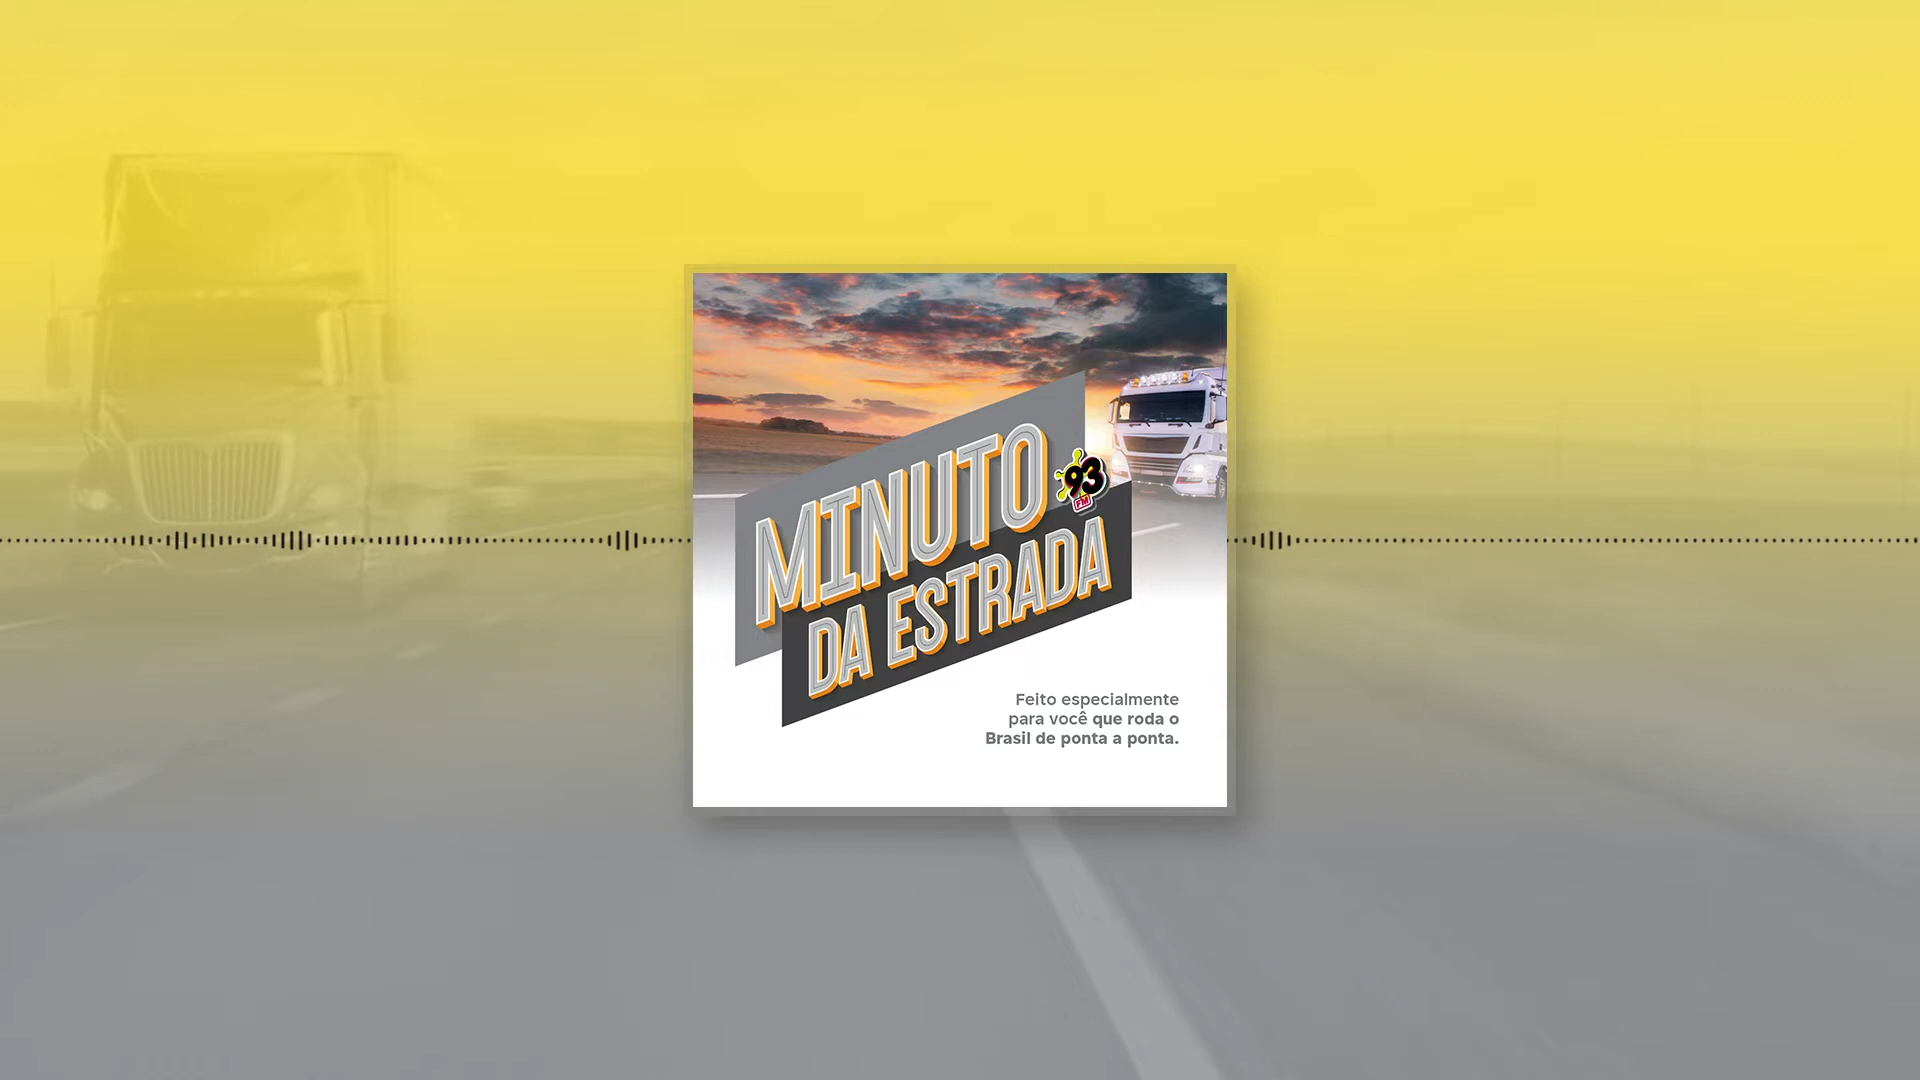 MINUTO
93
FM
DA ESTRADA
Feito especialmente
para você que roda o
Brasil de ponta a ponta.